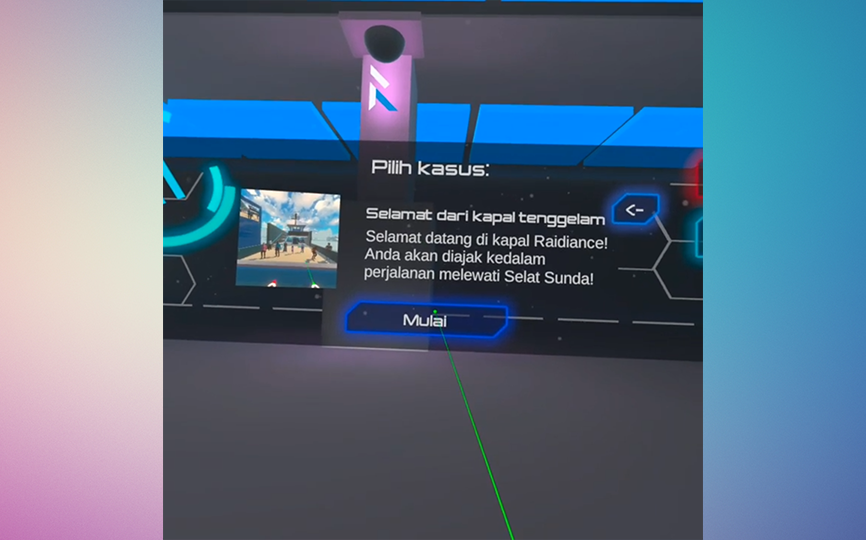 Pilih kasus:
Selamat dari kapal tenggelam
<-
Selamat datang di kapal Raidiance!
Anda akan diajak kedalam
perjalanan melewati Selat Sunda!
Mulai